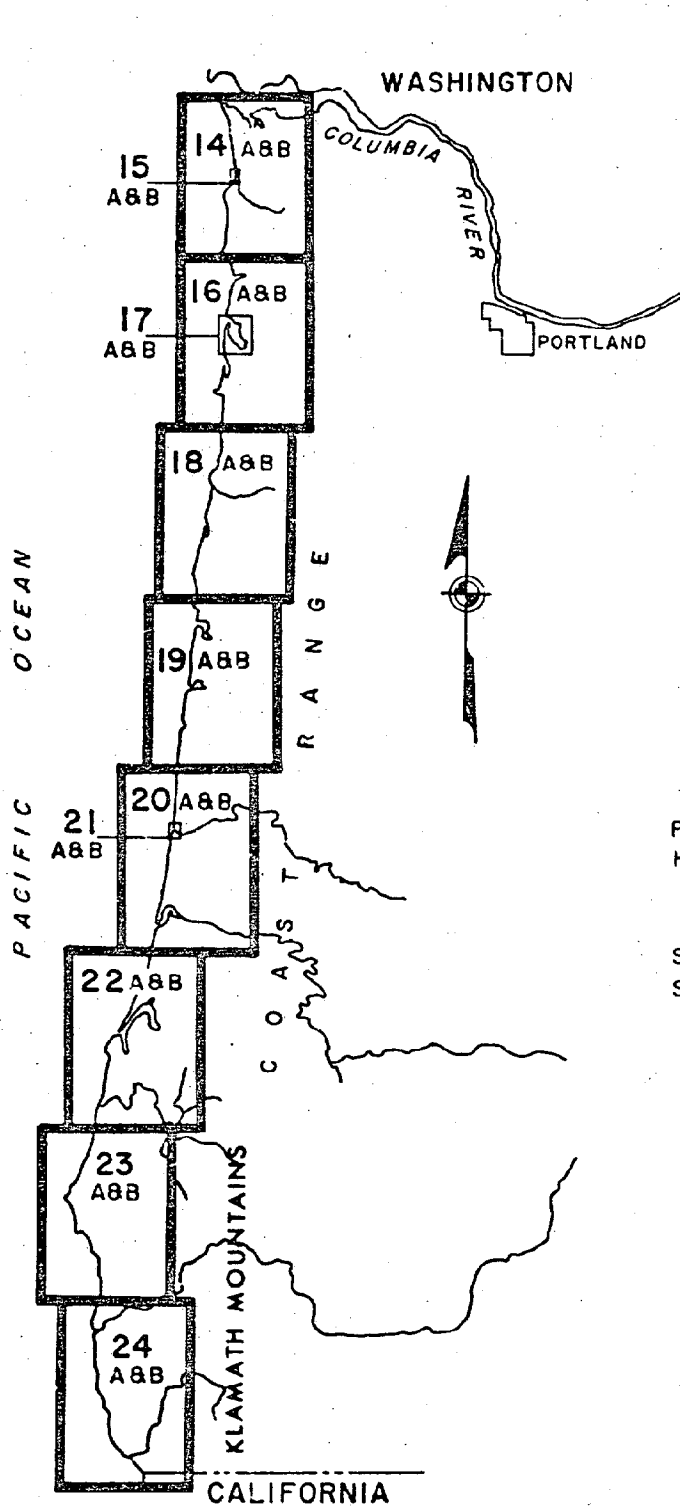 WASHINGTON
COLUMBIA
RIVER
14 A&B
15
A&B
16 A&B
17
A&B
PORTLAND
18 A&B
PACIFIC OCEAN
COAST RANGE
19 A&B
20 A&B
21
A&B
22 A&B
23
A&B
KLAMATH MOUNTAINS
24
A&B
CALIFORNIA